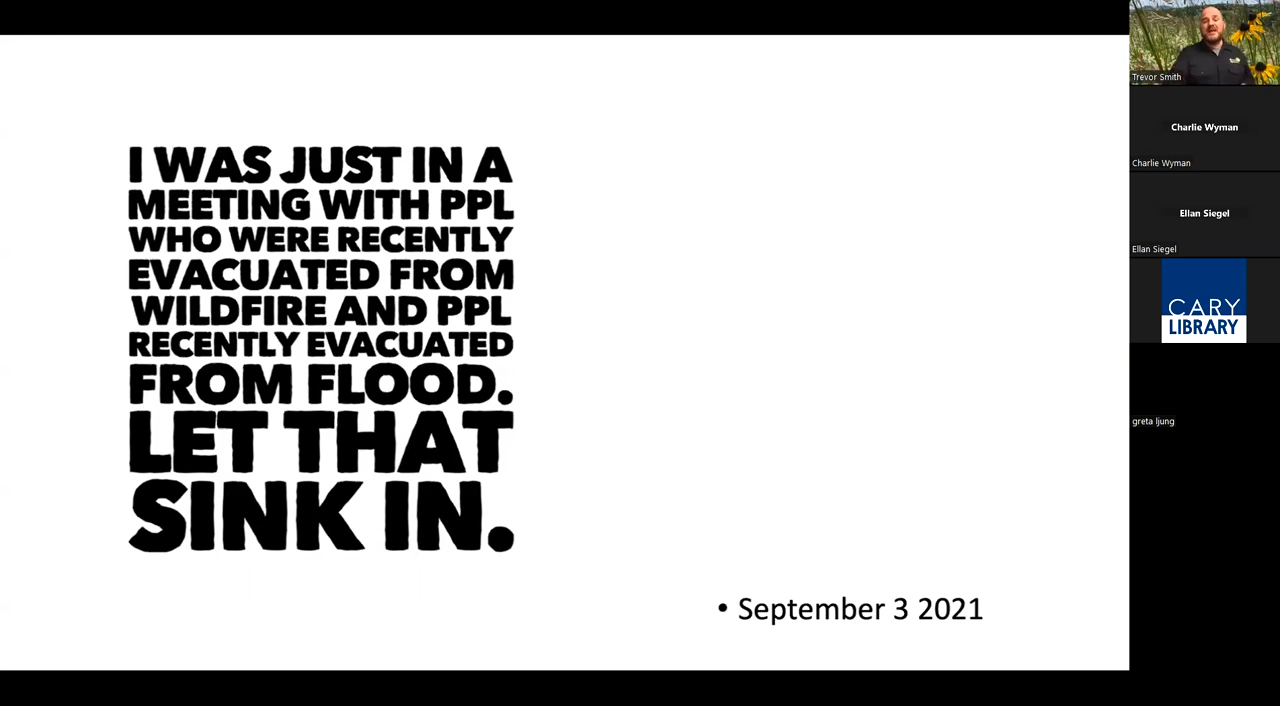 I WAS JUST IN A
MEETING WITH PPL
WHO WERE RECENTLY
EVACUATED FROM
WILDFIRE AND PPL
RECENTLY EVACUATED
FROM FLOOD.
LET THAT
SINK IN.
• September 3 2021
Trevor Smith
Charlie Wyman
Charlie Wyman
Ellan Siegel
Ellan Siegel
CARY
LIBRARY
greta ljung